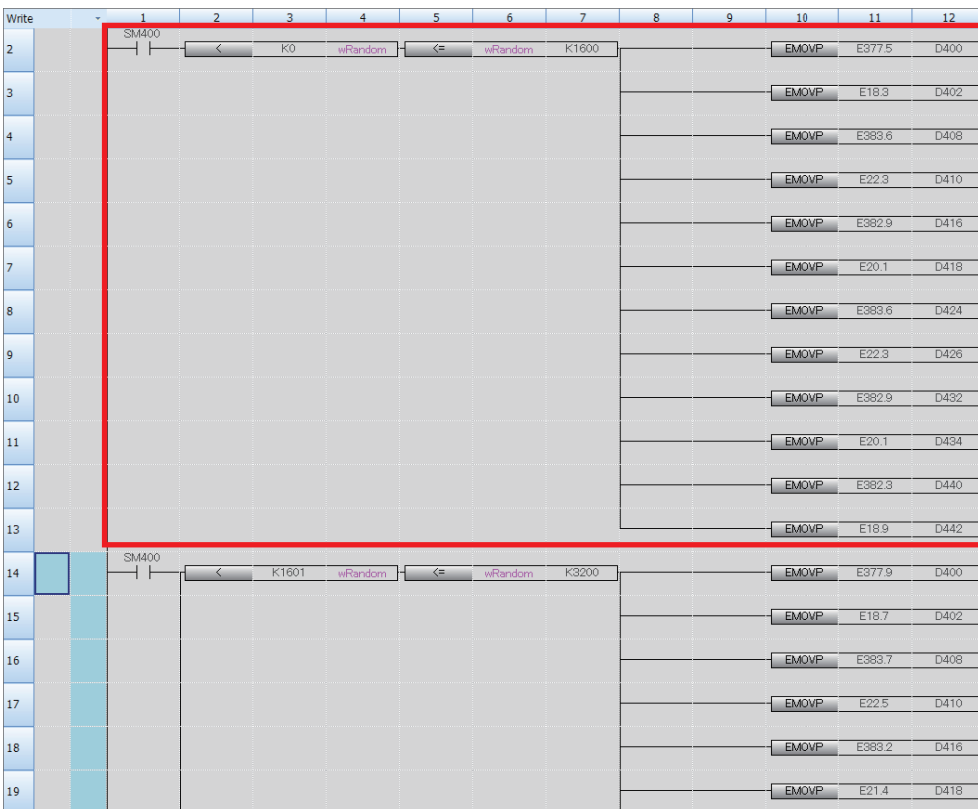 Write 1 2 3 4 5 6 7 8 9 10 11 12
SM400
2 < K0 wRandom <= wRandom K1600 EMOVP E377.5 D400
3 EMOVP E18.3 D402
4 EMOVP E383.6 D408
5 EMOVP E22.3 D410
6 EMOVP E382.9 D416
7 EMOVP E20.1 D418
8 EMOVP E383.6 D424
9 EMOVP E22.3 D426
10 EMOVP E382.9 D432
11 EMOVP E20.1 D434
12 EMOVP E382.3 D440
13 EMOVP E18.9 D442
SM400
14 < K1601 wRandom <= wRandom K3200 EMOVP E377.9 D400
15 EMOVP E18.7 D402
16 EMOVP E383.7 D408
17 EMOVP E22.5 D410
18 EMOVP E383.2 D416
19 EMOVP E21.4 D418